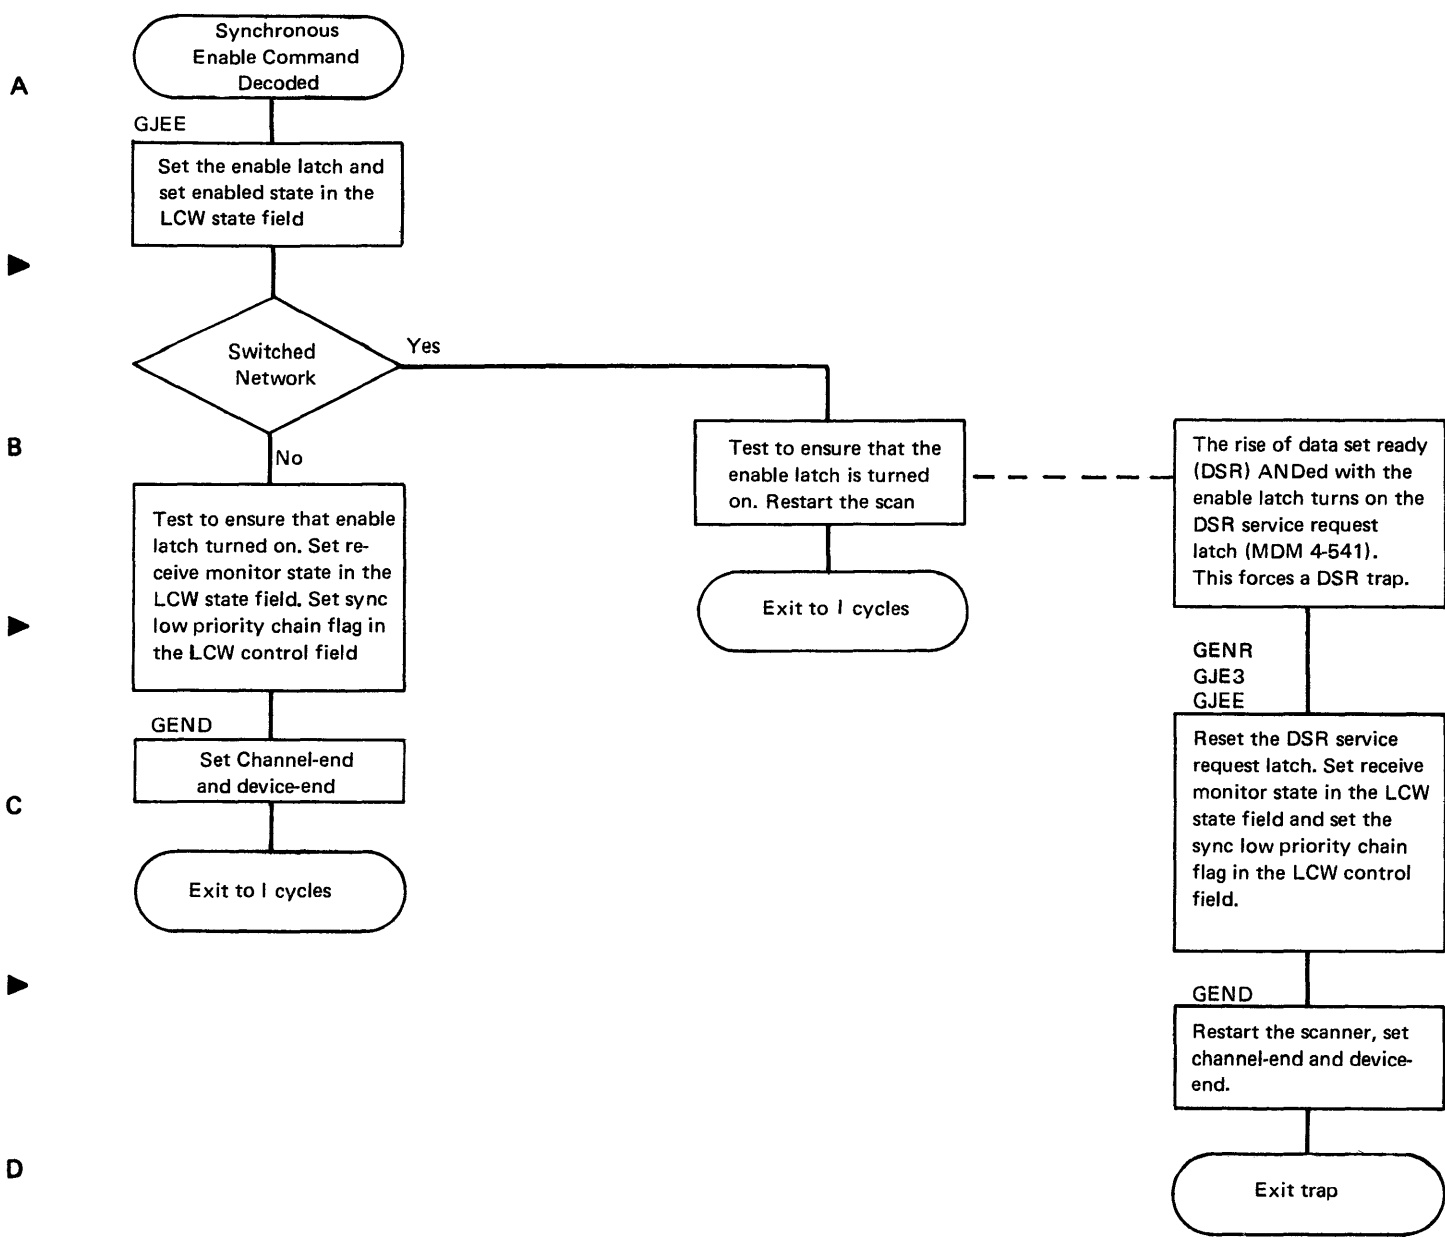 Synchronous
Enable Command
Decoded
A
GJEE
Set the enable latch and
set enabled state in the
LCW state field
Switched
Network
Yes
No
B
Test to ensure that enable
latch turned on. Set re-
ceive monitor state in the
LCW state field. Set sync
low priority chain flag in
the LCW control field
GEND
Set Channel-end
and device-end
C
Exit to I cycles
Test to ensure that the
enable latch is turned
on. Restart the scan
Exit to I cycles
The rise of data set ready
(DSR) ANDed with the
enable latch turns on the
DSR service request
latch (MDM 4-541).
This forces a DSR trap.
GENR
GJE3
GJEE
Reset the DSR service
request latch. Set receive
monitor state in the LCW
state field and set the
sync low priority chain
flag in the LCW control
field.
GEND
Restart the scanner, set
channel-end and device-
end.
D
Exit trap